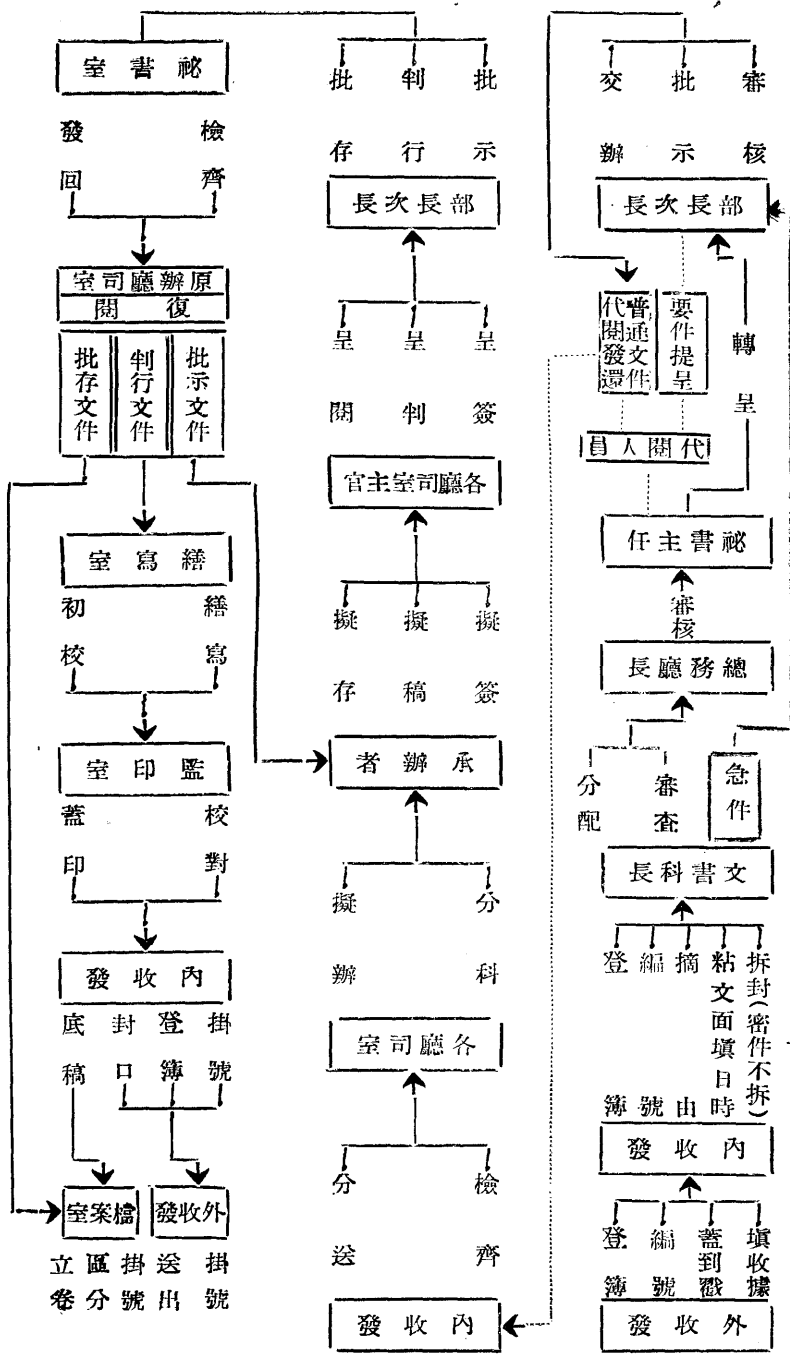 審核
批示
交辦
部長次長
要件提呈
普通文件
代閱發還
轉呈
代閱人員
祕書主任
審核
總務廳長
急件
審查
分配
文書科長
拆封(密件不拆)
粘文面填日時
摘由
編號
登簿
內收發
填收據
蓋到戳
編號
登簿
外收發
批示
判行
批存
部長次長
簽呈
呈判
呈閱
各廳司室主官
擬簽
擬稿
擬存
承辦者
分科
擬辦
各廳司室
檢齊
分送
內收發
祕書室
檢齊
發回
原辦廳司室
復閱
批示文件
判行文件
批存文件
繕寫室
繕寫
初校
監印室
校對
蓋印
內收發
掛號
登簿
封口
底稿
外收發
檔案室
掛號
送出
掛號
區分
立卷